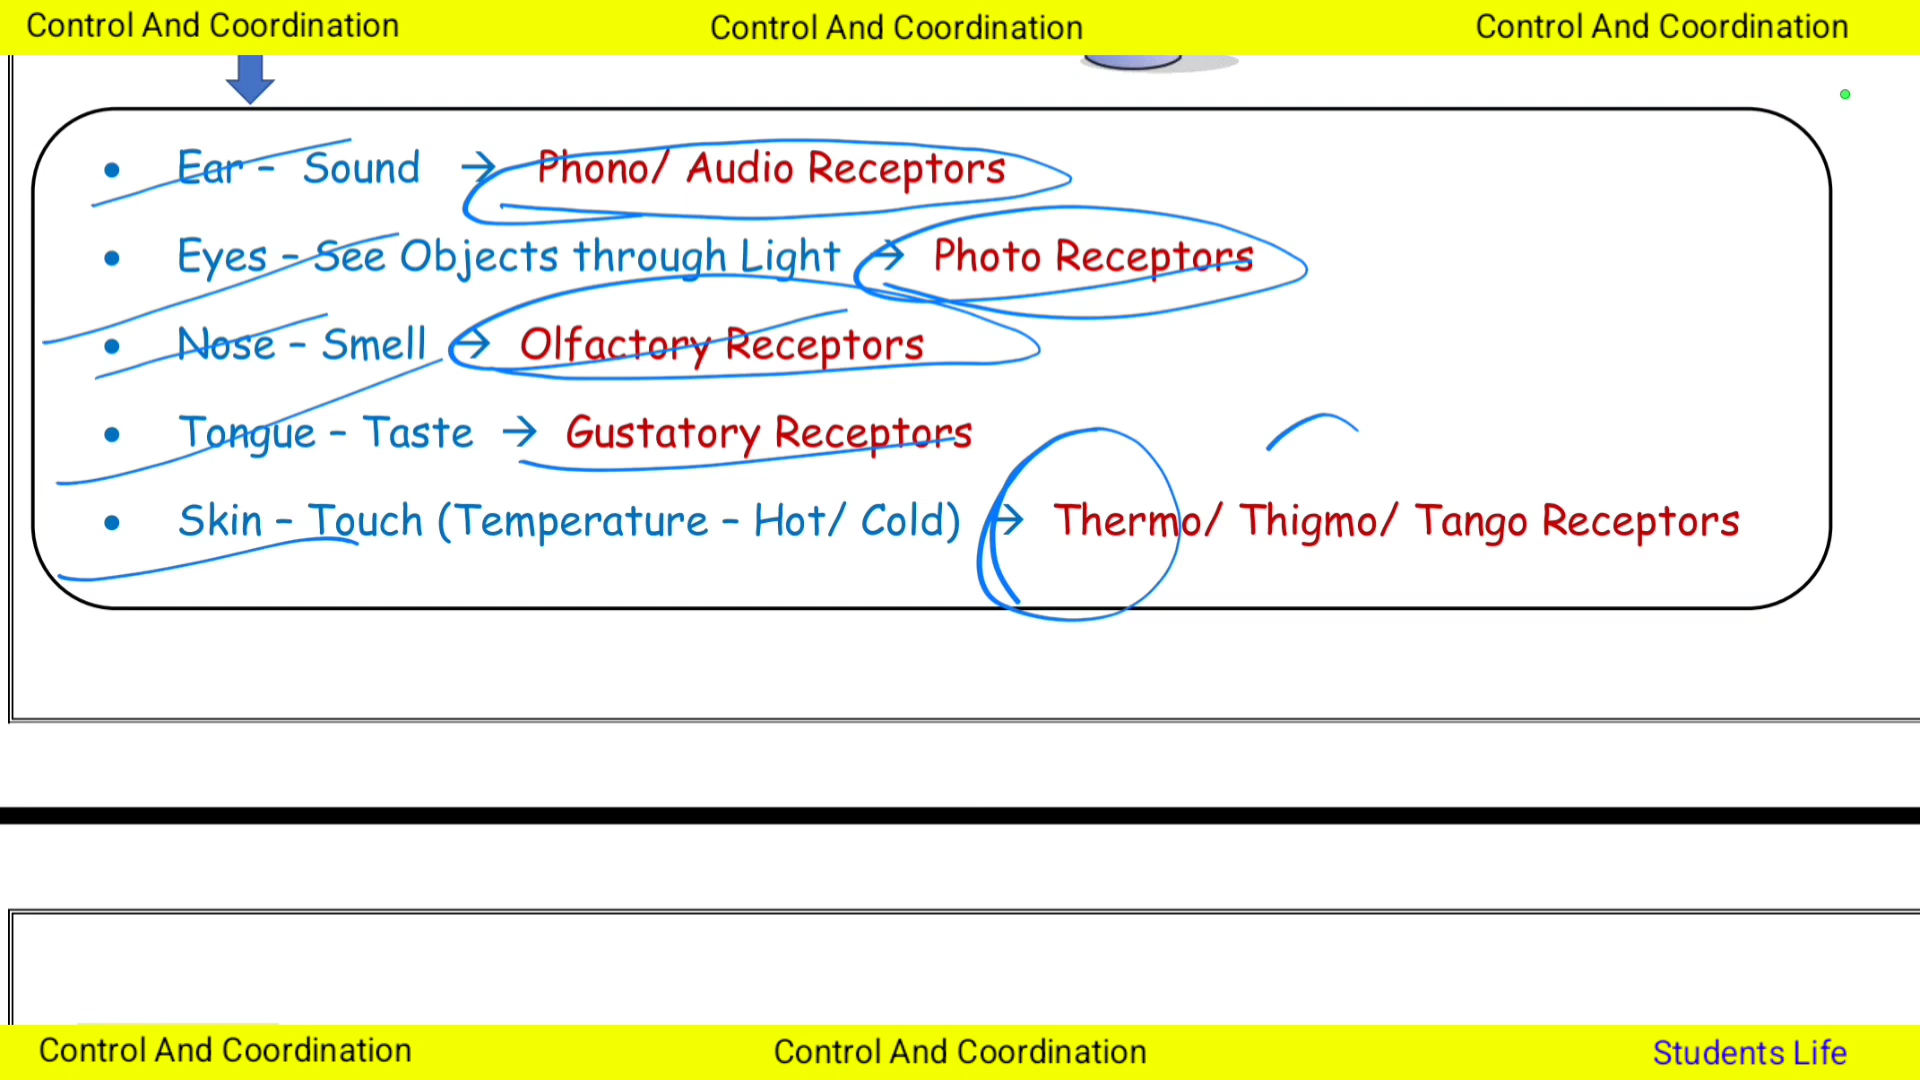 Control And Coordination Control And Coordination Control And Coordination
• Ear – Sound → Phono/ Audio Receptors
• Eyes – See Objects through Light → Photo Receptors
• Nose – Smell → Olfactory Receptors
• Tongue – Taste → Gustatory Receptors
• Skin – Touch (Temperature – Hot/ Cold) → Thermo/ Thigmo/ Tango Receptors
Control And Coordination Control And Coordination Students Life